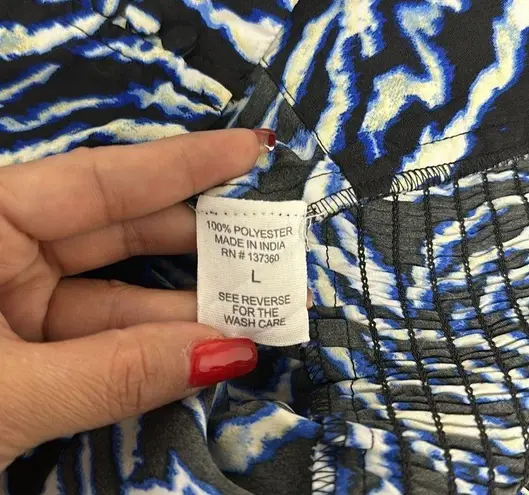 100% POLYESTER
MADE IN INDIA
RN # 137360
L
SEE REVERSE
FOR THE
WASH CARE